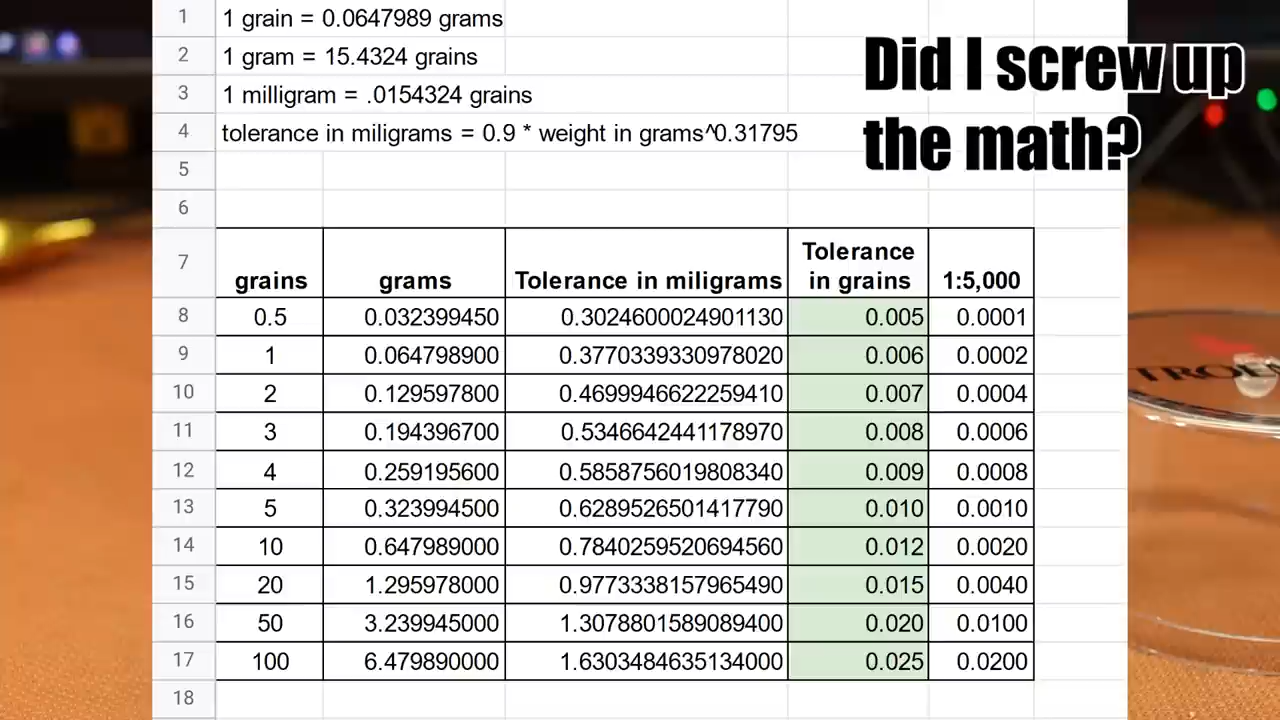 Did I screw up
the math?
1 1 grain = 0.0647989 grams
2 1 gram = 15.4324 grains
3 1 milligram = .0154324 grains
4 tolerance in miligrams = 0.9 * weight in grams^0.31795
5
6
7 grains grams Tolerance in miligrams Tolerance in grains 1:5,000
8 0.5 0.032399450 0.3024600024901130 0.005 0.0001
9 1 0.064798900 0.3770339330978020 0.006 0.0002
10 2 0.129597800 0.4699946622259410 0.007 0.0004
11 3 0.194396700 0.5346642441178970 0.008 0.0006
12 4 0.259195600 0.5858756019808340 0.009 0.0008
13 5 0.323994500 0.6289526501417790 0.010 0.0010
14 10 0.647989000 0.7840259520694560 0.012 0.0020
15 20 1.295978000 0.9773338157965490 0.015 0.0040
16 50 3.239945000 1.3078801589089400 0.020 0.0100
17 100 6.479890000 1.6303484635134000 0.025 0.0200
18